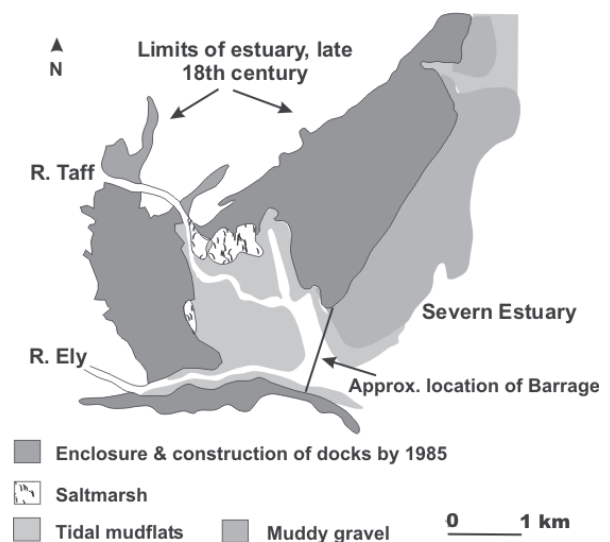 N
Limits of estuary, late
18th century
R. Taff
Severn Estuary
R. Ely
Approx. location of Barrage
Enclosure & construction of docks by 1985
Saltmarsh
Tidal mudflats
Muddy gravel
0 1 km